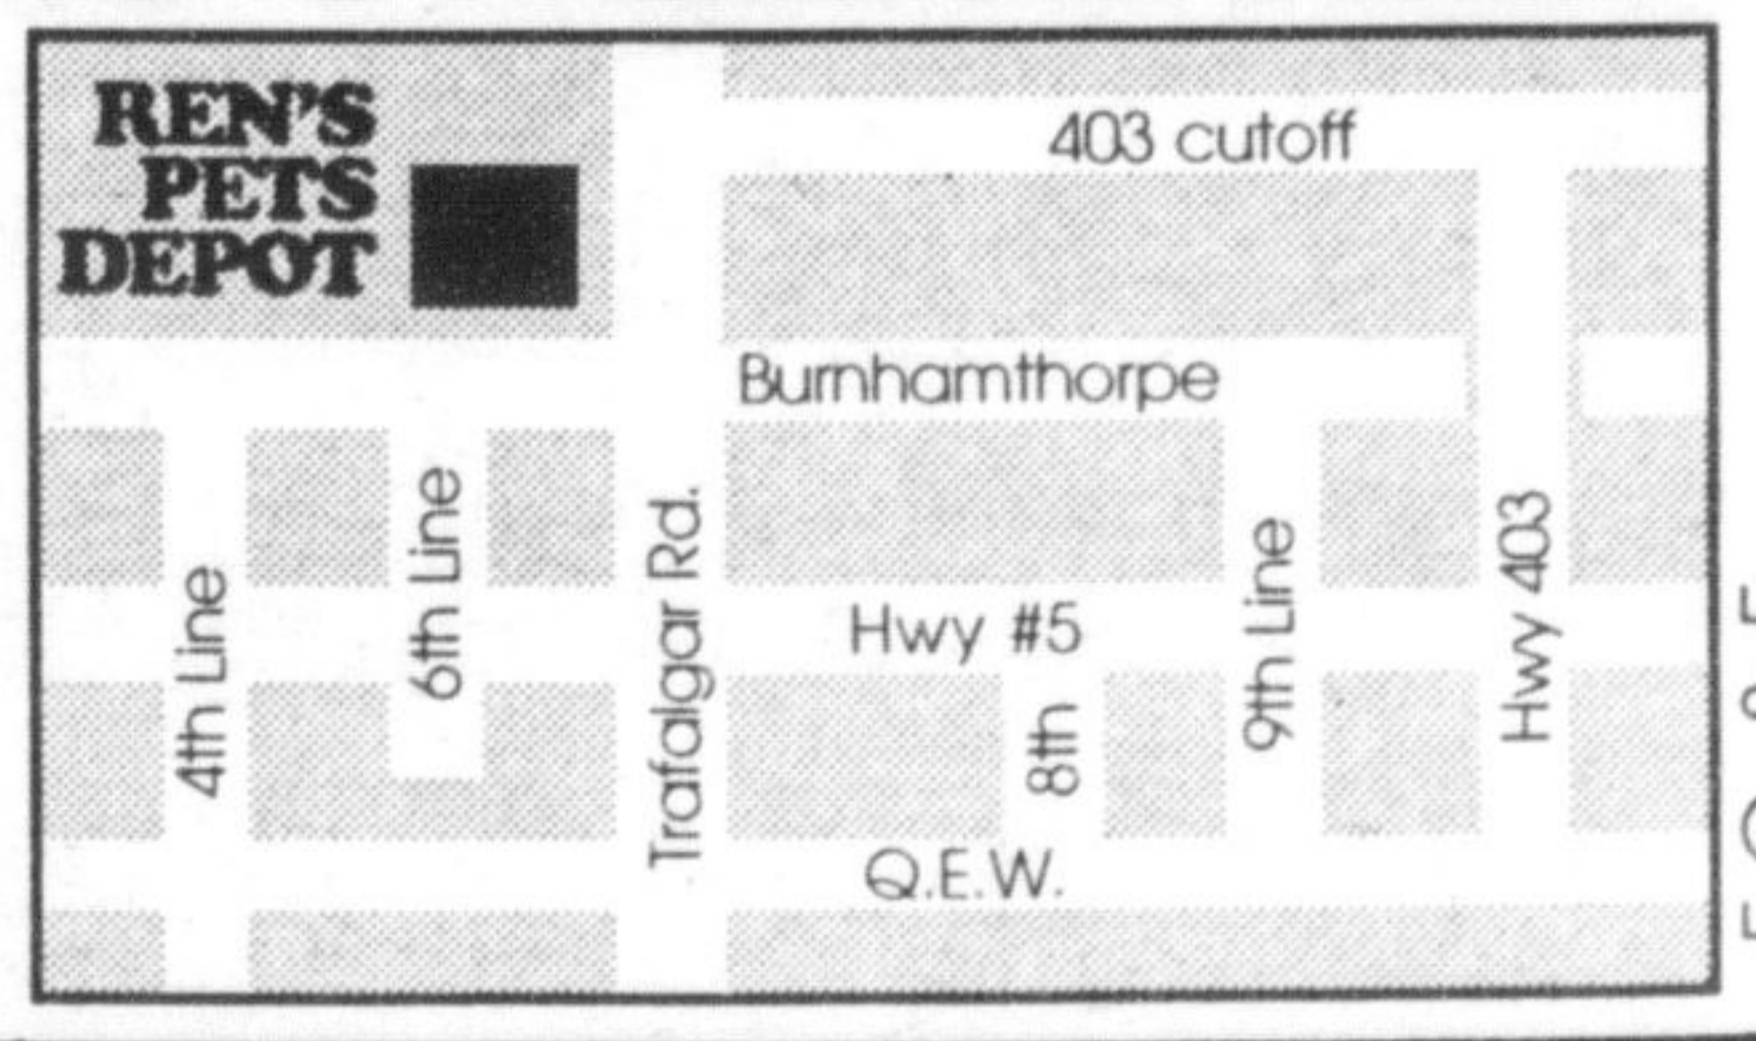 REN'S
PETS
DEPOT
403 cutoff
Burnhamthorpe
4th Line
6th Line
Trafalgar Rd.
Hwy #5
8th
9th Line
Hwy 403
Q.E.W.